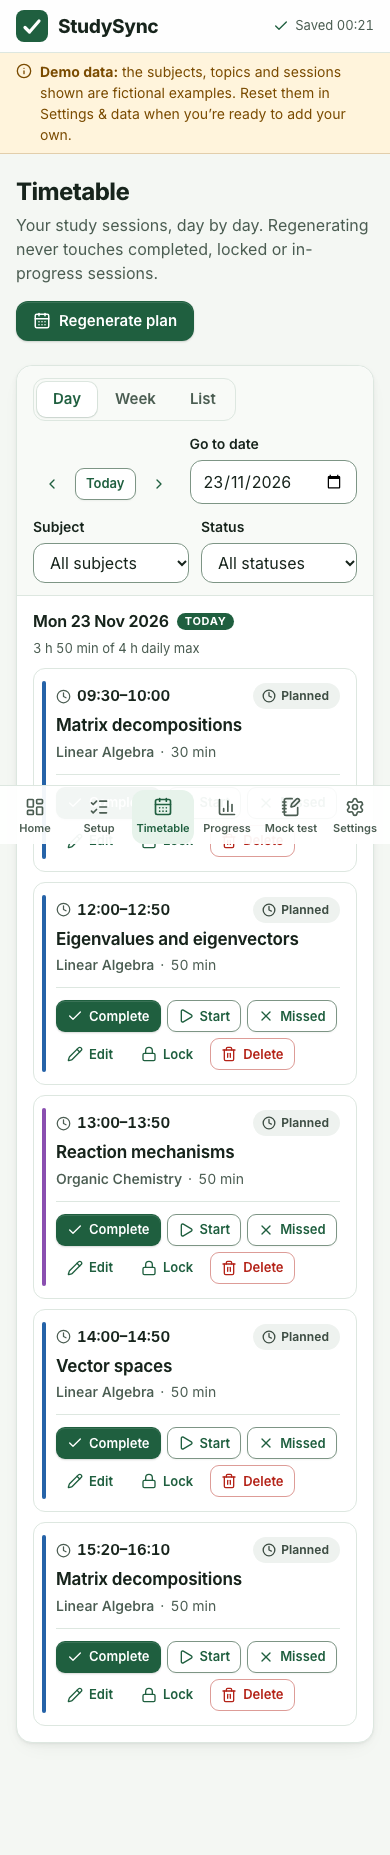 StudySync
Saved 00:21
Demo data: the subjects, topics and sessions
shown are fictional examples. Reset them in
Settings & data when you’re ready to add your
own.
Timetable
Your study sessions, day by day. Regenerating
never touches completed, locked or in-
progress sessions.
Regenerate plan
Day Week List
Go to date
Today
23/11/2026
Subject Status
All subjects All statuses
Mon 23 Nov 2026 TODAY
3 h 50 min of 4 h daily max
09:30–10:00 Planned
Matrix decompositions
Linear Algebra · 30 min
Home Setup Timetable Progress Mock test Settings
12:00–12:50 Planned
Eigenvalues and eigenvectors
Linear Algebra · 50 min
Complete Start Missed
Edit Lock Delete
13:00–13:50 Planned
Reaction mechanisms
Organic Chemistry · 50 min
Complete Start Missed
Edit Lock Delete
14:00–14:50 Planned
Vector spaces
Linear Algebra · 50 min
Complete Start Missed
Edit Lock Delete
15:20–16:10 Planned
Matrix decompositions
Linear Algebra · 50 min
Complete Start Missed
Edit Lock Delete